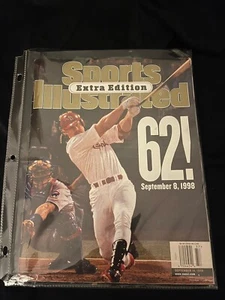 Sports
Extra Edition
Illustrated
62!
September 8, 1998